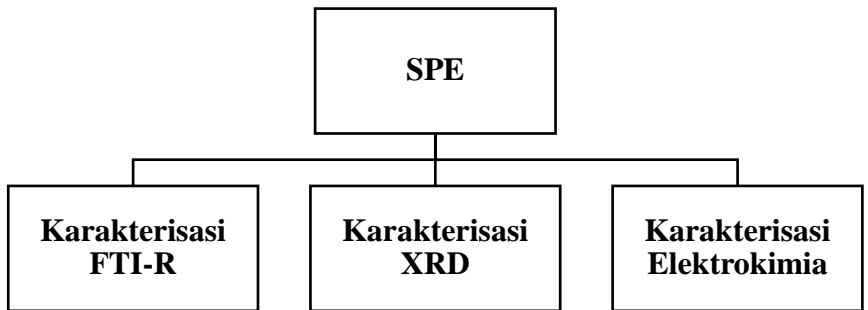 SPE
Karakterisasi
FTI-R
Karakterisasi
XRD
Karakterisasi
Elektrokimia